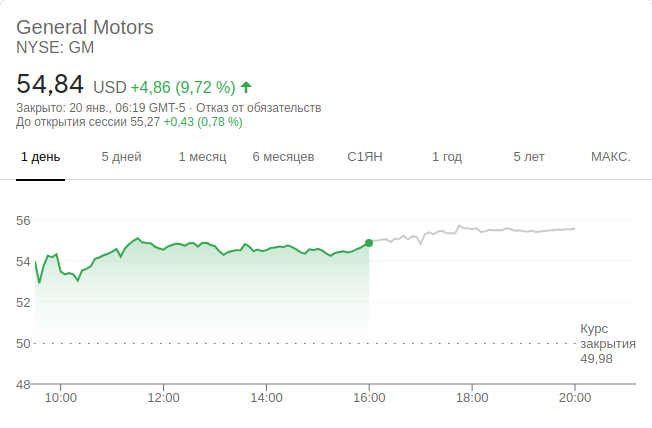 General Motors
NYSE: GM
54,84 USD +4,86 (9,72 %)
Закрыто: 20 янв., 06:19 GMT-5 · Отказ от обязательств
До открытия сессии 55,27 +0,43 (0,78 %)
1 день 5 дней 1 месяц 6 месяцев С1ЯН 1 год 5 лет МАКС.
56
54
52
50
48
Курс
закрытия
49,98
10:00 12:00 14:00 16:00 18:00 20:00